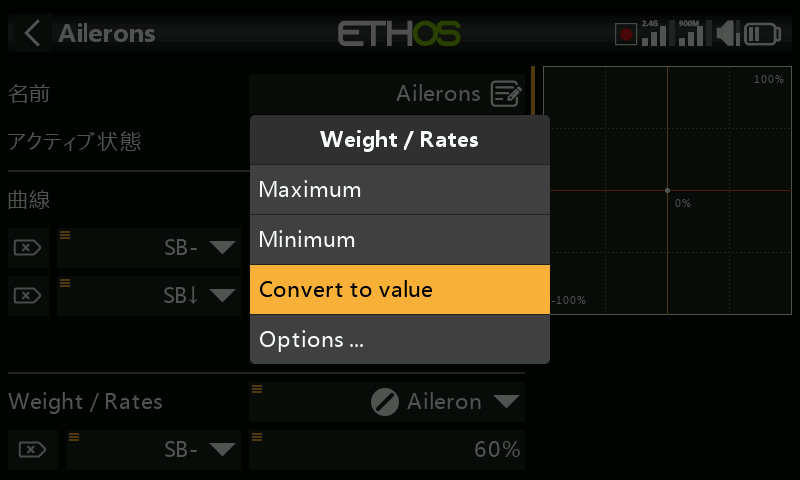 Ailerons
ETHOS
2.4G
900M
名前
Ailerons
アクティブ状態
曲線
SB-
SB↓
Weight / Rates
Maximum
Minimum
Convert to value
Options ...
100%
0%
-100%
Weight / Rates
Aileron
SB-
60%